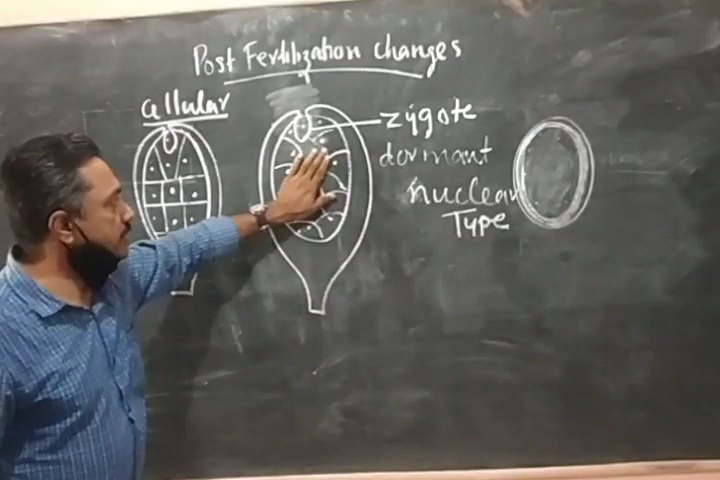 Post Fertilization changes
cellular
zygote
dormant
nuclear
Type